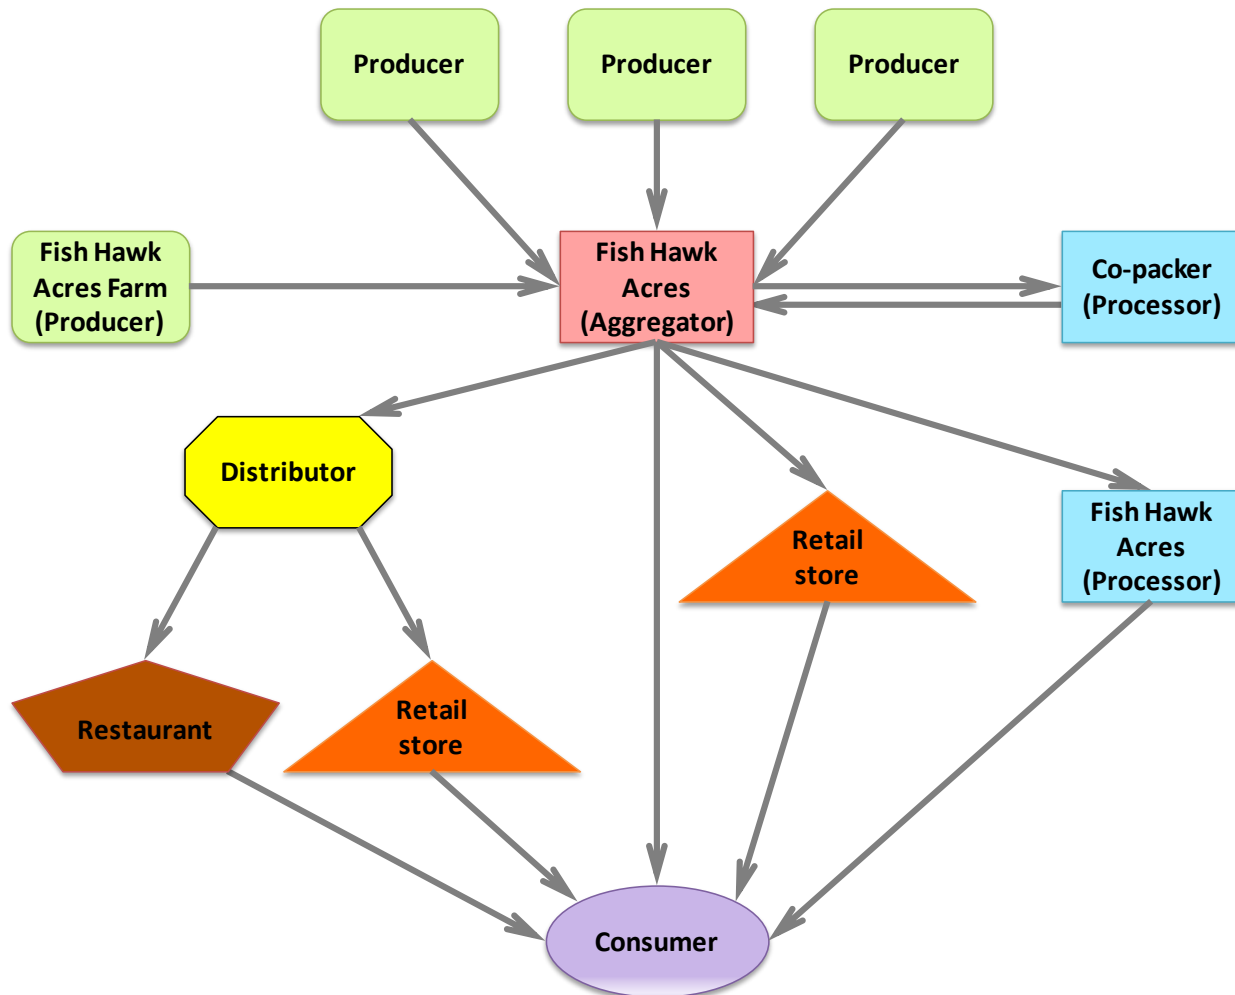 Producer
Producer
Producer
Fish Hawk
Acres Farm
(Producer)
Fish Hawk
Acres
(Aggregator)
Co-packer
(Processor)
Distributor
Retail
store
Fish Hawk
Acres
(Processor)
Restaurant
Retail
store
Consumer